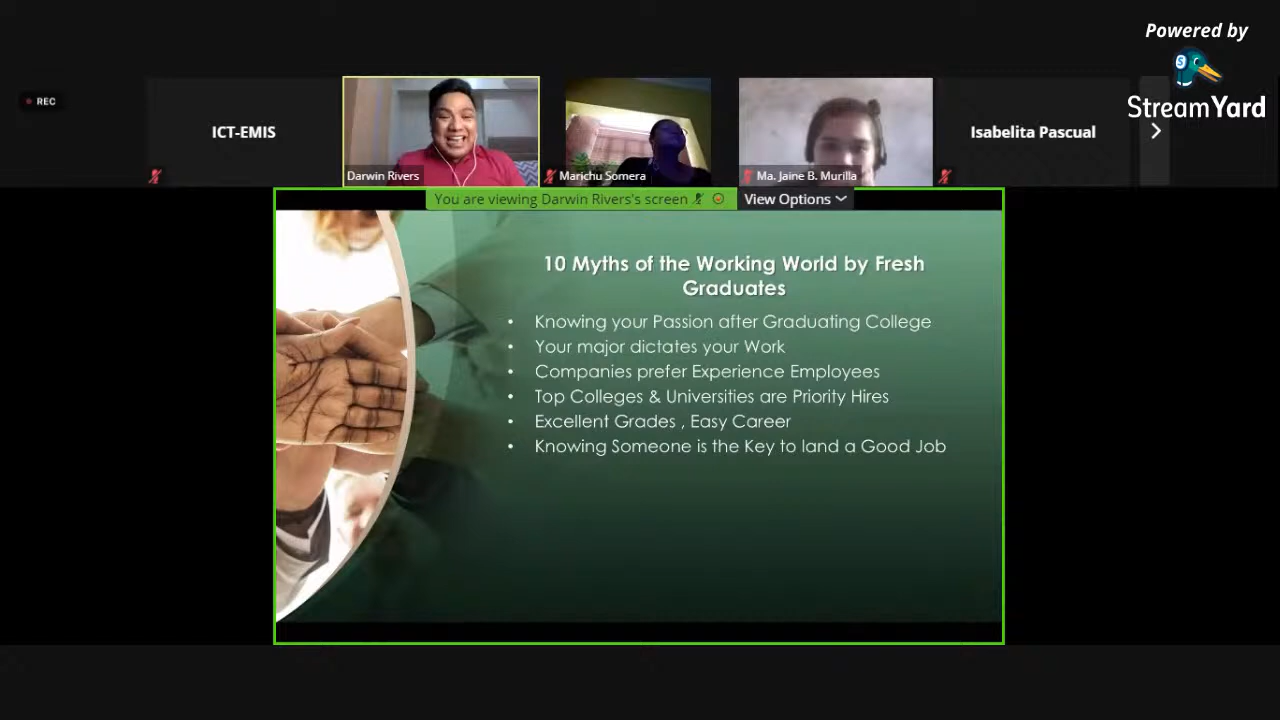 Powered by
StreamYard
REC
ICT-EMIS
Darwin Rivers
Marichu Somera
Ma. Jaine B. Murilla
Isabelita Pascual
You are viewing Darwin Rivers's screen
View Options
10 Myths of the Working World by Fresh
Graduates
• Knowing your Passion after Graduating College
• Your major dictates your Work
• Companies prefer Experience Employees
• Top Colleges & Universities are Priority Hires
• Excellent Grades , Easy Career
• Knowing Someone is the Key to land a Good Job